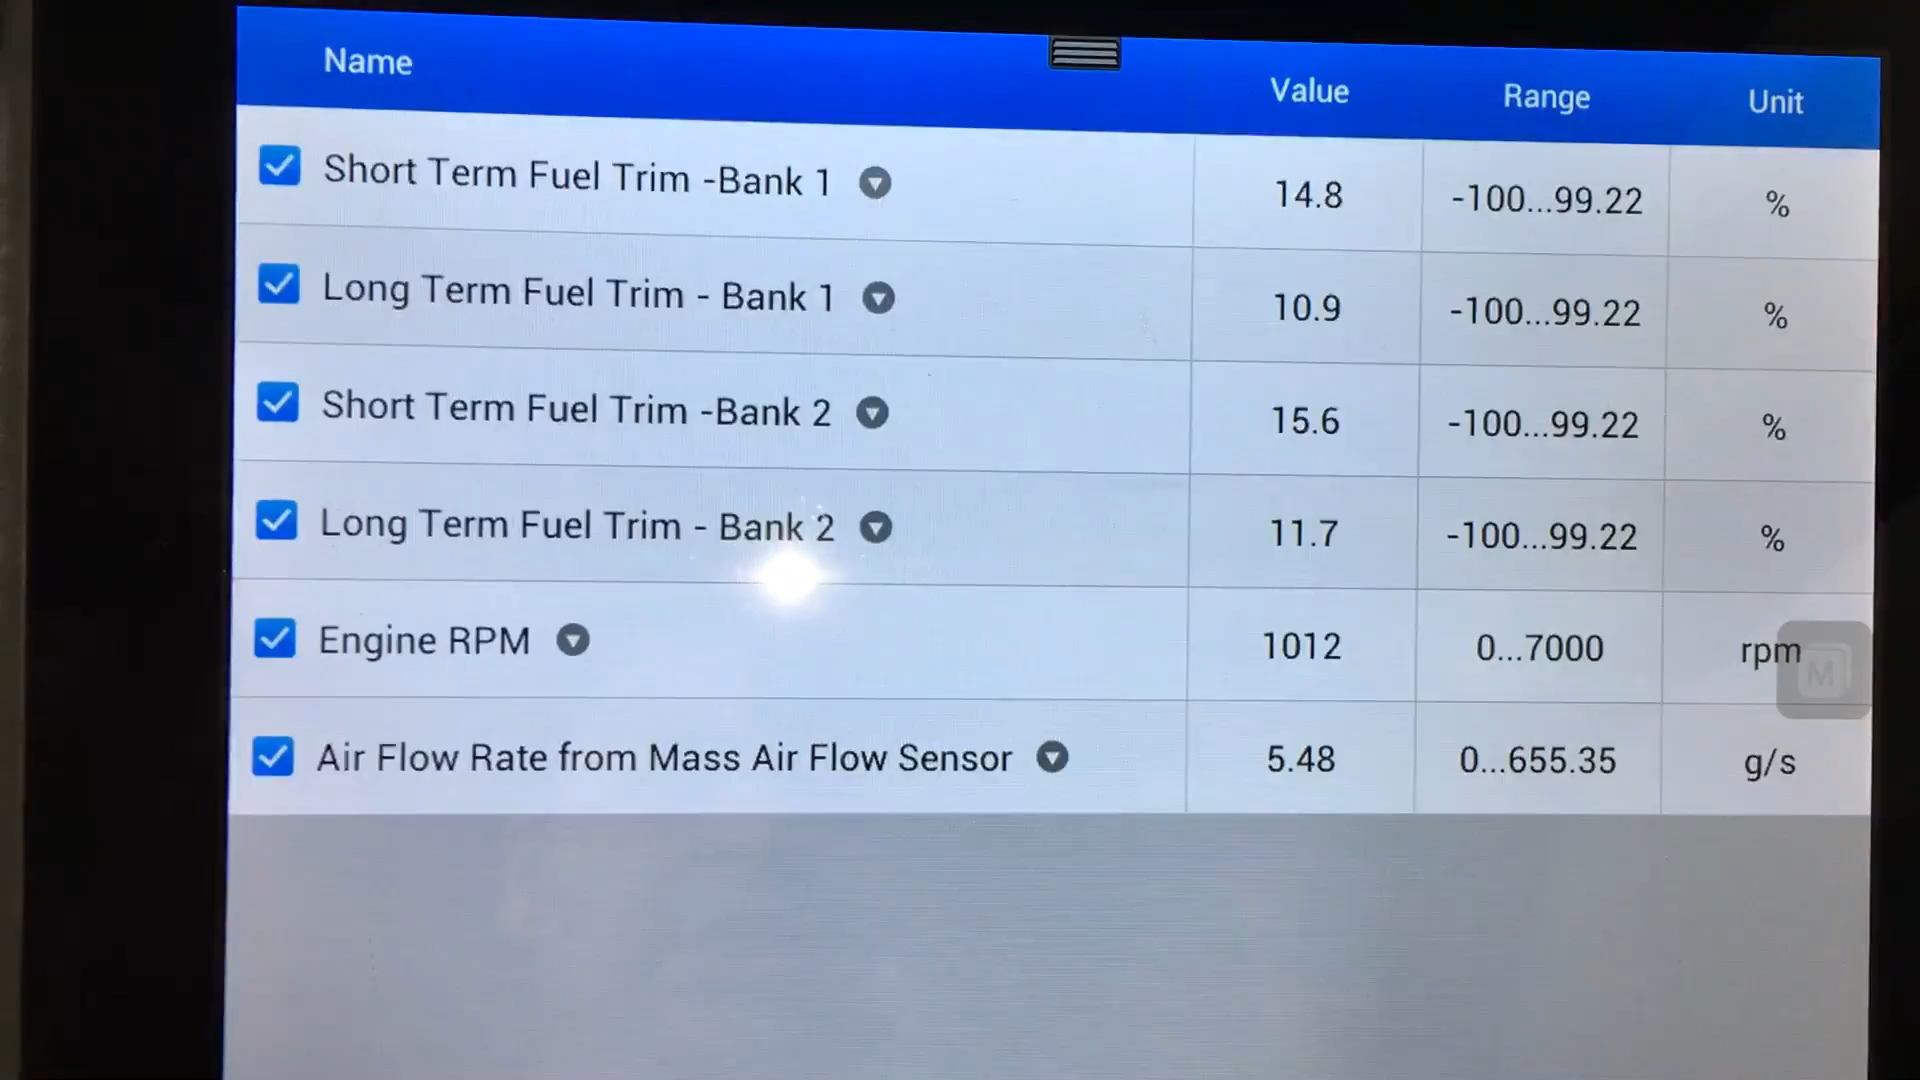 Name Value Range Unit
Short Term Fuel Trim -Bank 1 14.8 -100...99.22 %
Long Term Fuel Trim - Bank 1 10.9 -100...99.22 %
Short Term Fuel Trim -Bank 2 15.6 -100...99.22 %
Long Term Fuel Trim - Bank 2 11.7 -100...99.22 %
Engine RPM 1012 0...7000 rpm
M
Air Flow Rate from Mass Air Flow Sensor 5.48 0...655.35 g/s